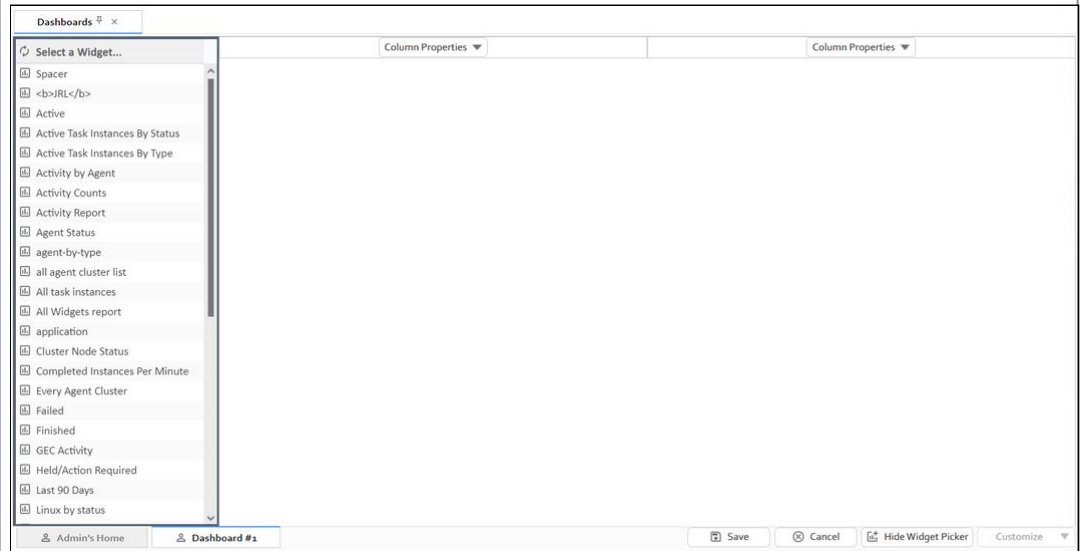 Dashboards
Select a Widget...
Column Properties
Column Properties
Spacer
<b>JRL</b>
Active
Active Task Instances By Status
Active Task Instances By Type
Activity by Agent
Activity Counts
Activity Report
Agent Status
agent-by-type
all agent cluster list
All task instances
All Widgets report
application
Cluster Node Status
Completed Instances Per Minute
Every Agent Cluster
Failed
Finished
GEC Activity
Held/Action Required
Last 90 Days
Linux by status
Admin's Home
Dashboard #1
Save
Cancel
Hide Widget Picker
Customize